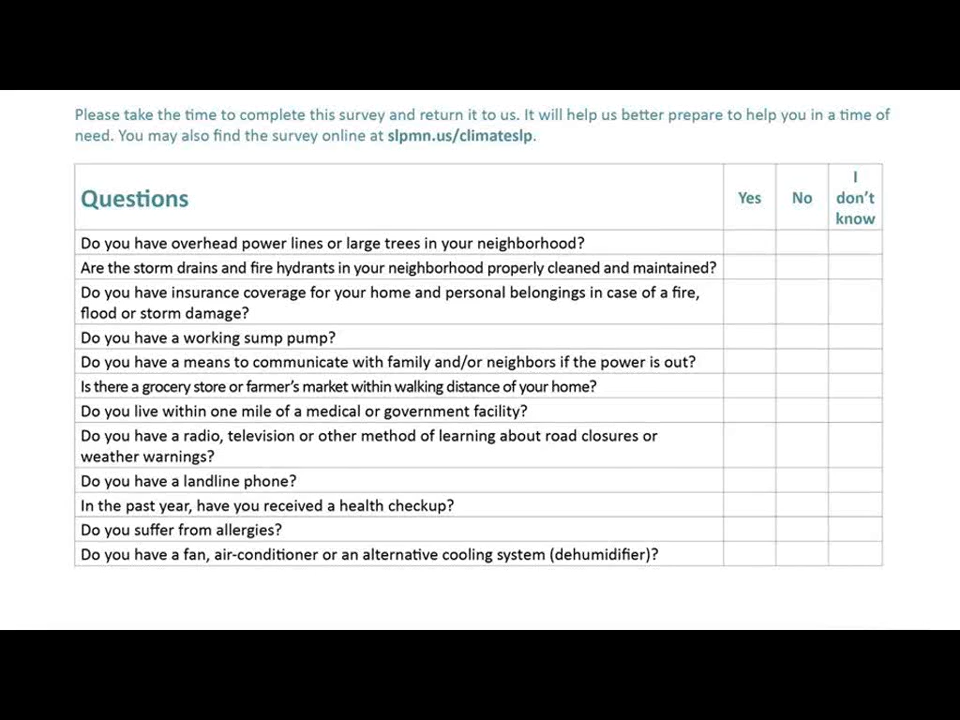 Please take the time to complete this survey and return it to us. It will help us better prepare to help you in a time of
need. You may also find the survey online at slpmn.us/climateslp.
Questions
Yes
No
I
don't
know
Do you have overhead power lines or large trees in your neighborhood?
Are the storm drains and fire hydrants in your neighborhood properly cleaned and maintained?
Do you have insurance coverage for your home and personal belongings in case of a fire,
flood or storm damage?
Do you have a working sump pump?
Do you have a means to communicate with family and/or neighbors if the power is out?
Is there a grocery store or farmer's market within walking distance of your home?
Do you live within one mile of a medical or government facility?
Do you have a radio, television or other method of learning about road closures or
weather warnings?
Do you have a landline phone?
In the past year, have you received a health checkup?
Do you suffer from allergies?
Do you have a fan, air-conditioner or an alternative cooling system (dehumidifier)?